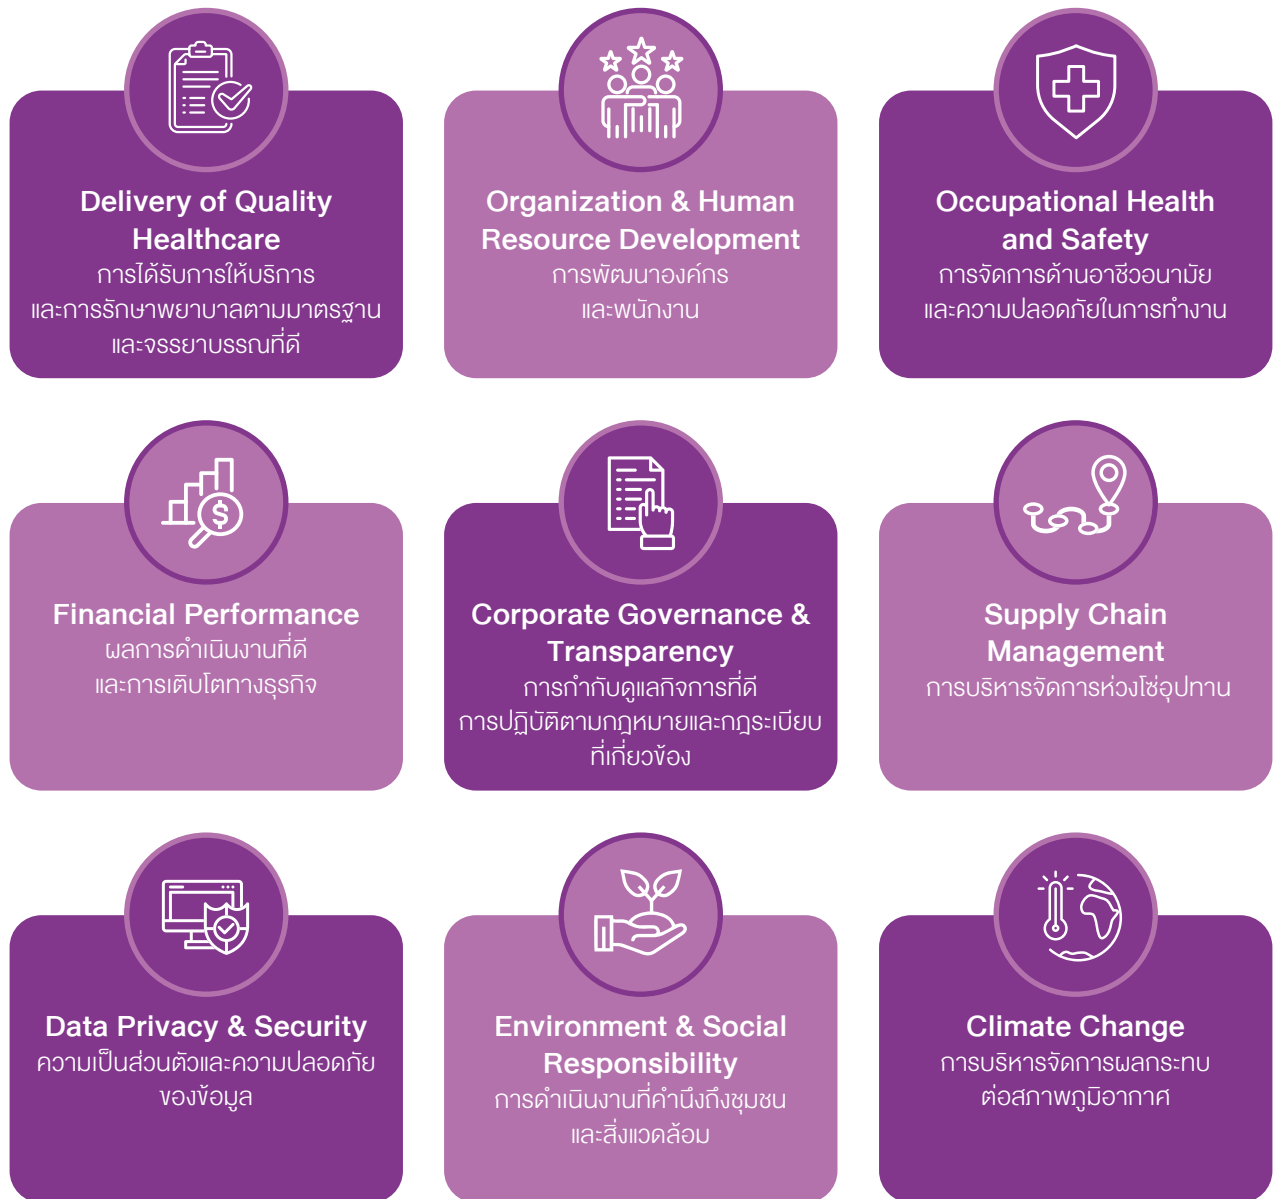 Delivery of Quality
Healthcare
การได้รับการให้บริการ
และการรักษาพยาบาลตามมาตรฐาน
และจรรยาบรรณที่ดี
Organization & Human
Resource Development
การพัฒนาองค์กร
และพนักงาน
Occupational Health
and Safety
การจัดการด้านอาชีวอนามัย
และความปลอดภัยในการทำงาน
Financial Performance
ผลการดำเนินงานที่ดี
และการเติบโตทางธุรกิจ
Corporate Governance &
Transparency
การกำกับดูแลกิจการที่ดี
การปฏิบัติตามกฎหมายและกฎระเบียบ
ที่เกี่ยวข้อง
Supply Chain
Management
การบริหารจัดการห่วงโซ่อุปทาน
Data Privacy & Security
ความเป็นส่วนตัวและความปลอดภัย
ของข้อมูล
Environment & Social
Responsibility
การดำเนินงานที่คำนึงถึงชุมชน
และสิ่งแวดล้อม
Climate Change
การบริหารจัดการผลกระทบ
ต่อสภาพภูมิอากาศ